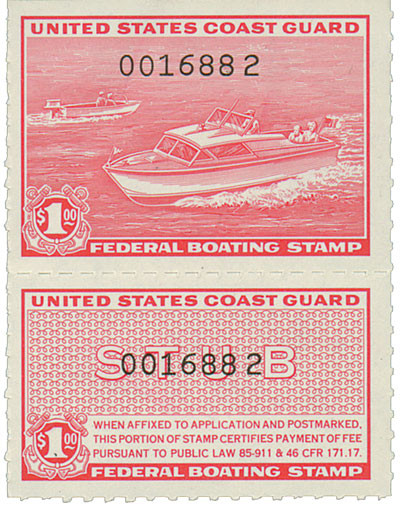 UNITED STATES COAST GUARD
0016882
$1.00
FEDERAL BOATING STAMP
UNITED STATES COAST GUARD
STUB
0016882
WHEN AFFIXED TO APPLICATION AND POSTMARKED,
THIS PORTION OF STAMP CERTIFIES PAYMENT OF FEE
PURSUANT TO PUBLIC LAW 85-911 & 46 CFR 171.17.
$1.00
FEDERAL BOATING STAMP